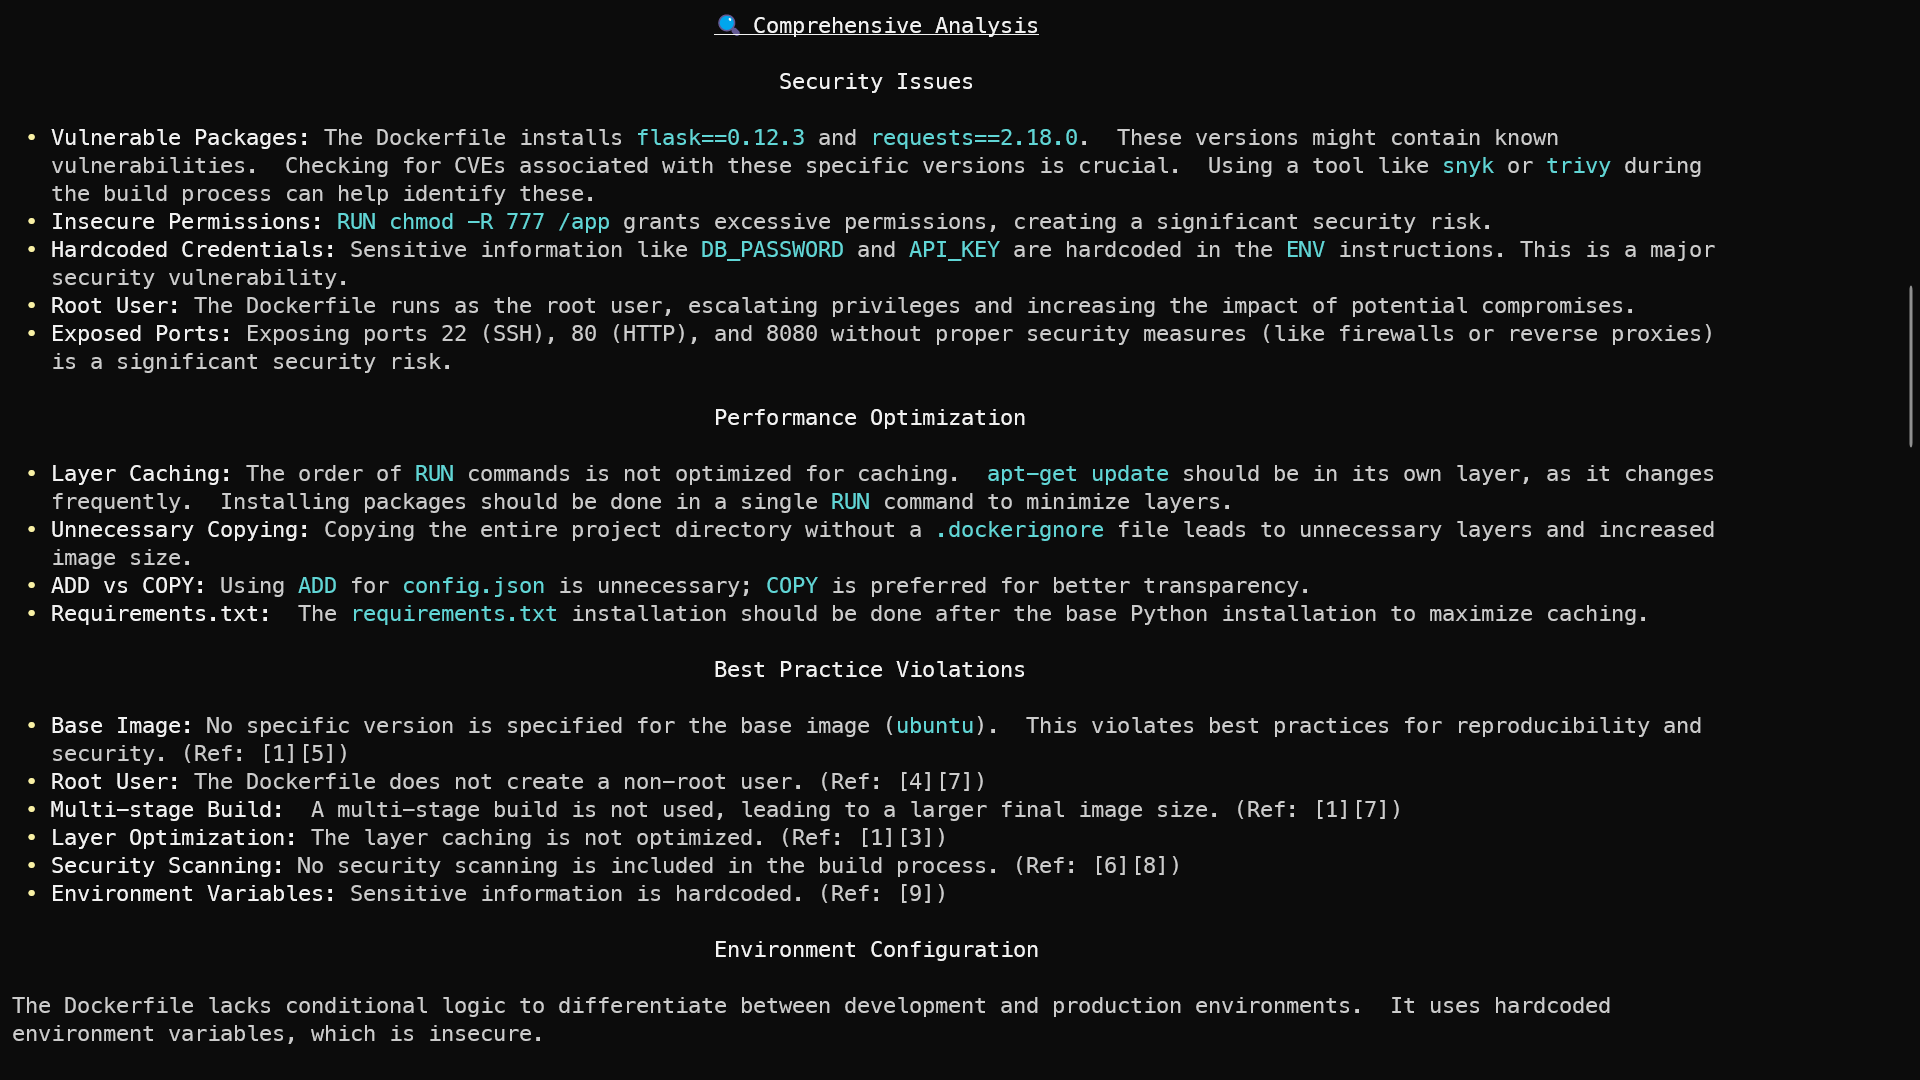 🔍 Comprehensive Analysis
Security Issues
• Vulnerable Packages: The Dockerfile installs flask==0.12.3 and requests==2.18.0.  These versions might contain known
vulnerabilities.  Checking for CVEs associated with these specific versions is crucial.  Using a tool like snyk or trivy during
the build process can help identify these.
• Insecure Permissions: RUN chmod -R 777 /app grants excessive permissions, creating a significant security risk.
• Hardcoded Credentials: Sensitive information like DB_PASSWORD and API_KEY are hardcoded in the ENV instructions. This is a major
security vulnerability.
• Root User: The Dockerfile runs as the root user, escalating privileges and increasing the impact of potential compromises.
• Exposed Ports: Exposing ports 22 (SSH), 80 (HTTP), and 8080 without proper security measures (like firewalls or reverse proxies)
is a significant security risk.
Performance Optimization
• Layer Caching: The order of RUN commands is not optimized for caching.  apt-get update should be in its own layer, as it changes
frequently.  Installing packages should be done in a single RUN command to minimize layers.
• Unnecessary Copying: Copying the entire project directory without a .dockerignore file leads to unnecessary layers and increased
image size.
• ADD vs COPY: Using ADD for config.json is unnecessary; COPY is preferred for better transparency.
• Requirements.txt:  The requirements.txt installation should be done after the base Python installation to maximize caching.
Best Practice Violations
• Base Image: No specific version is specified for the base image (ubuntu).  This violates best practices for reproducibility and
security. (Ref: [1][5])
• Root User: The Dockerfile does not create a non-root user. (Ref: [4][7])
• Multi-stage Build:  A multi-stage build is not used, leading to a larger final image size. (Ref: [1][7])
• Layer Optimization: The layer caching is not optimized. (Ref: [1][3])
• Security Scanning: No security scanning is included in the build process. (Ref: [6][8])
• Environment Variables: Sensitive information is hardcoded. (Ref: [9])
Environment Configuration
The Dockerfile lacks conditional logic to differentiate between development and production environments.  It uses hardcoded
environment variables, which is insecure.